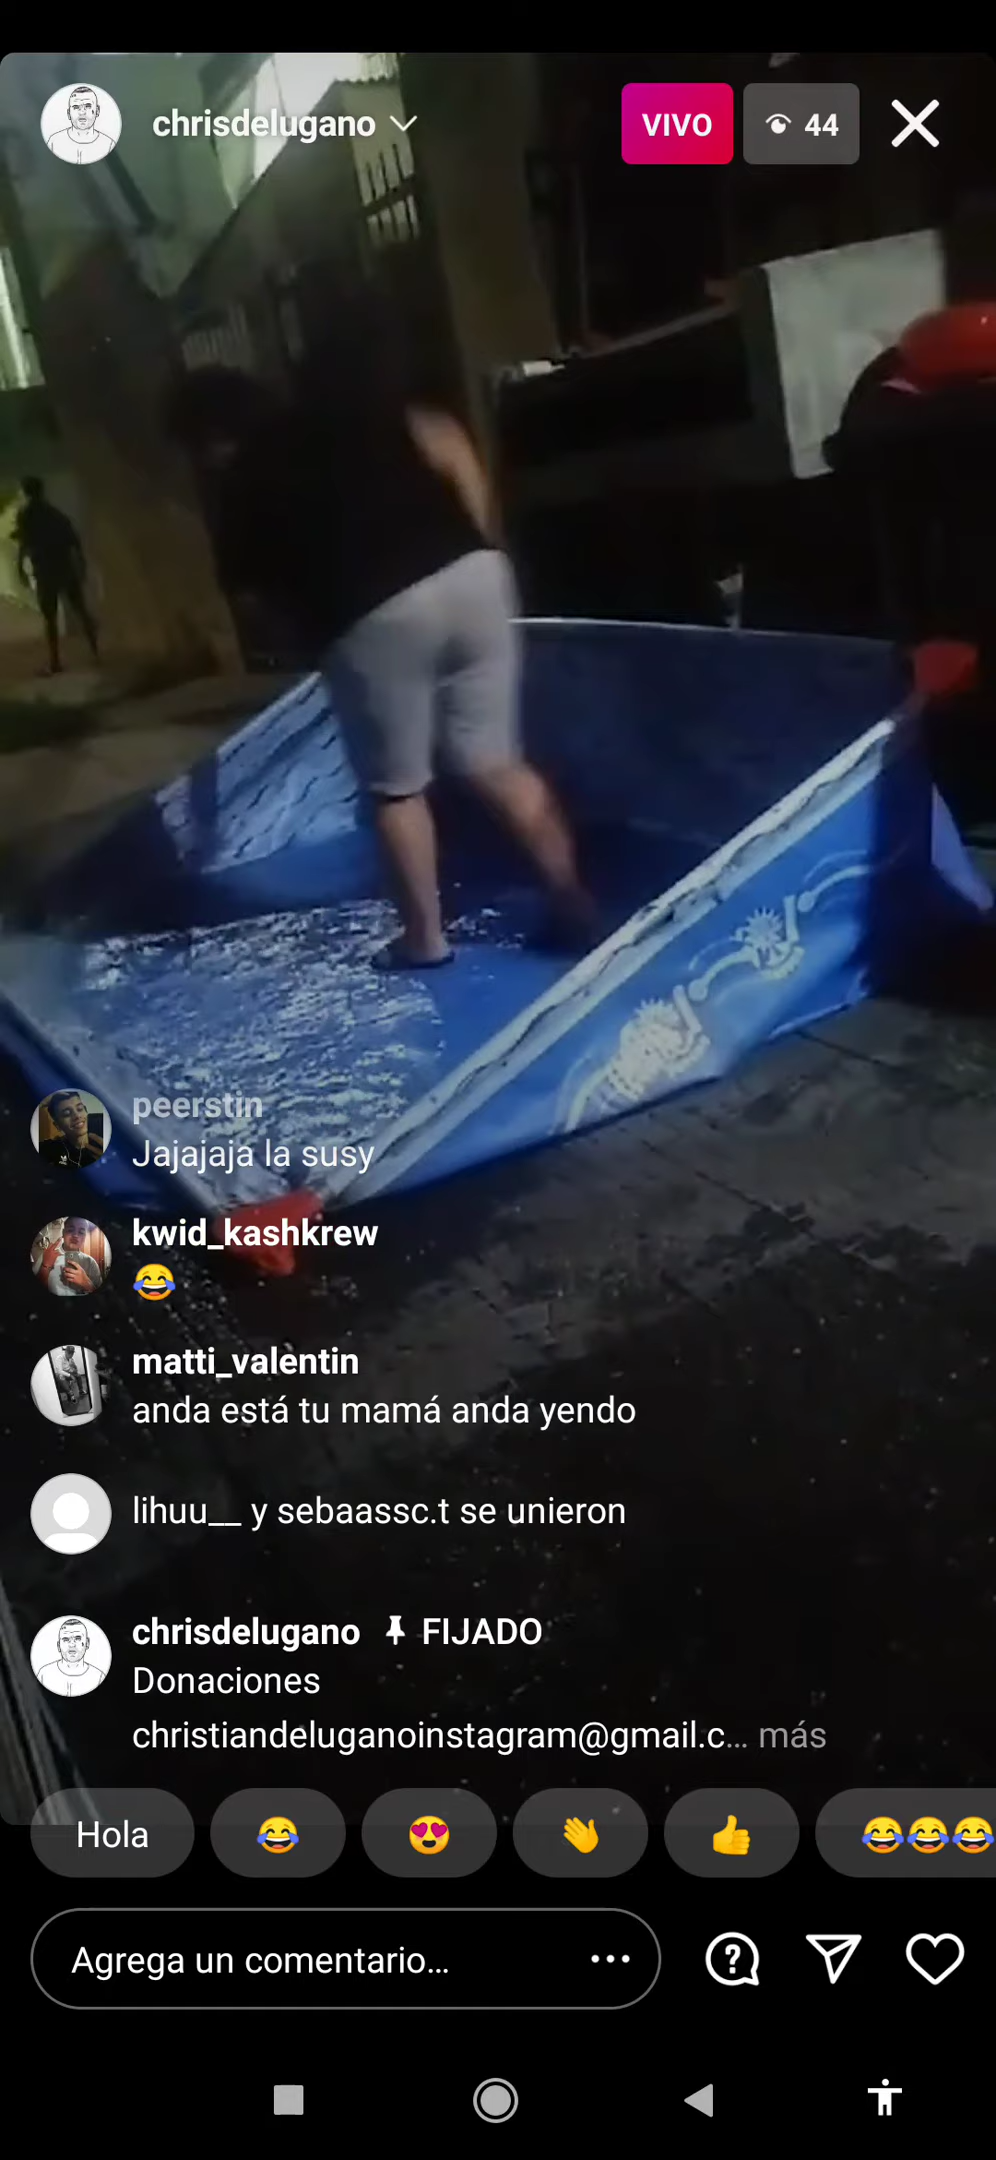 chrisdelugano
VIVO
44
peerstin
Jajajaja la susy
kwid_kashkrew
😂
matti_valentin
anda está tu mamá anda yendo
lihuu__ y sebaassc.t se unieron
chrisdelugano FIJADO
Donaciones
christiandeluganoinstagram@gmail.c... más
Hola 😂 😍 👋 👍 😂😂😂
Agrega un comentario...